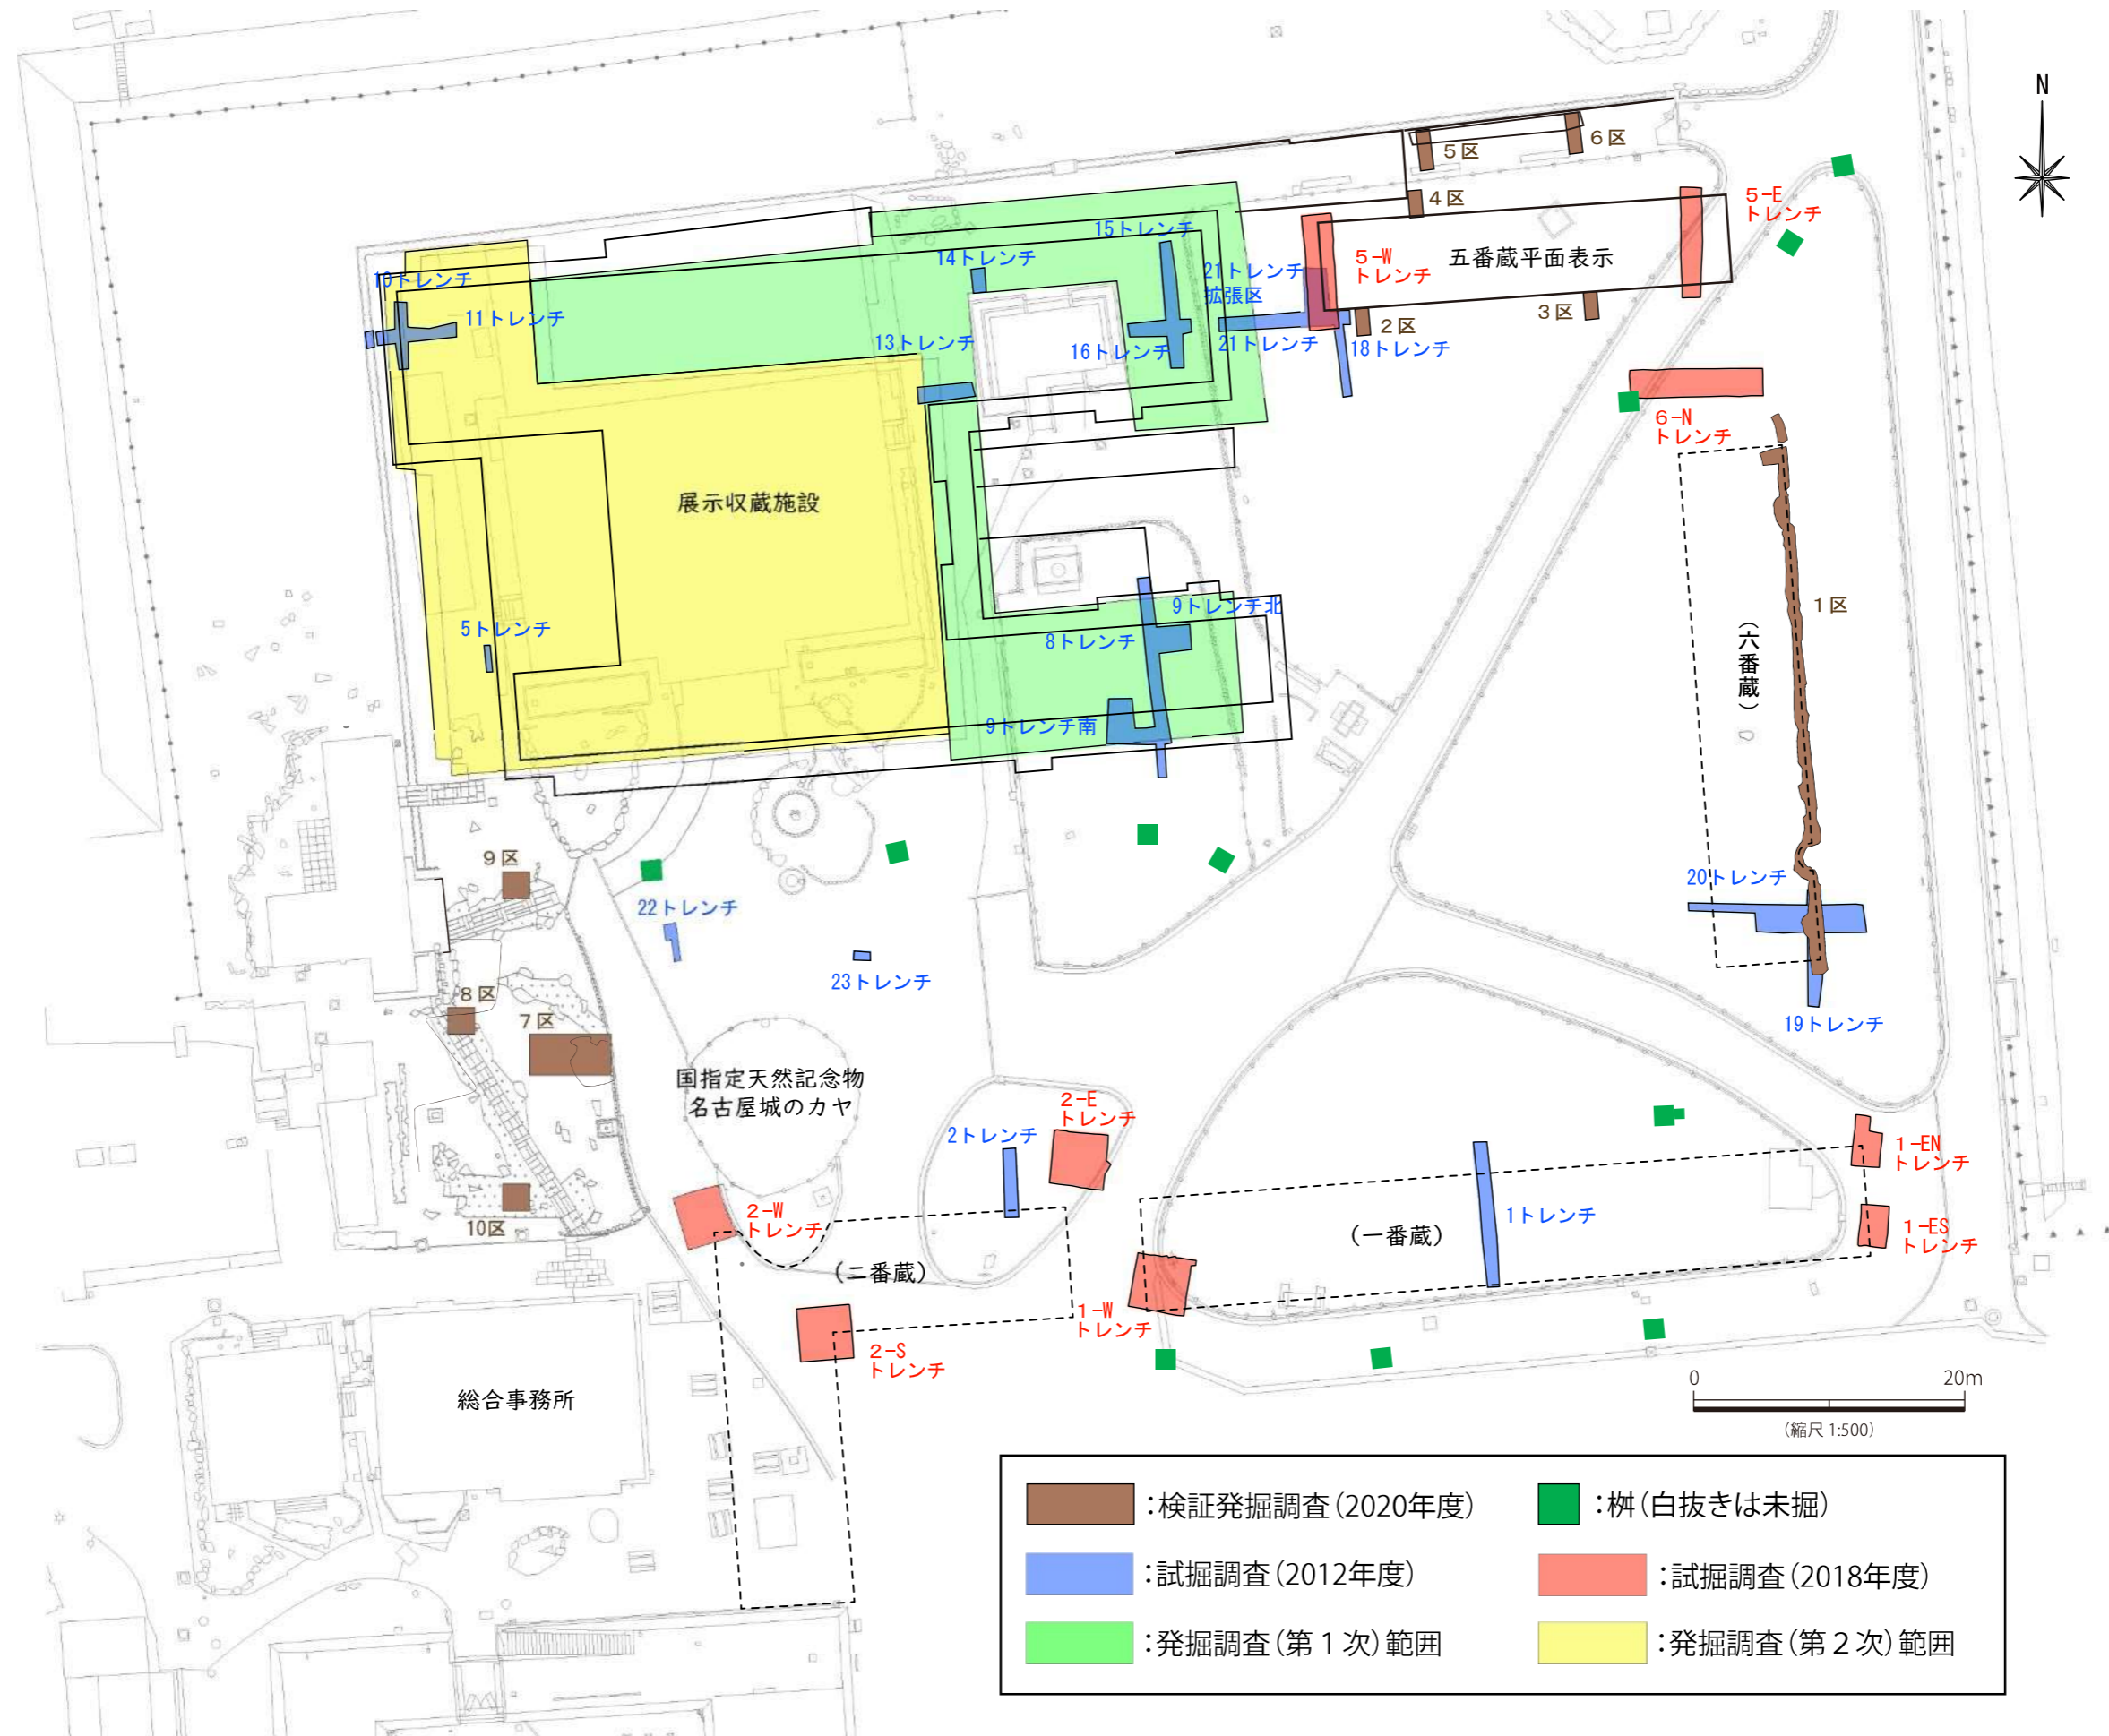 N
6区
5区
4区
5-E
トレンチ
15トレンチ
14トレンチ
21トレンチ
拡張区
5-W
トレンチ
五番蔵平面表示
10トレンチ
11トレンチ
13トレンチ
16トレンチ
21トレンチ
18トレンチ
2区
3区
6-N
トレンチ
展示収蔵施設
1区
(六番蔵)
5トレンチ
8トレンチ
9トレンチ北
9トレンチ南
9区
20トレンチ
22トレンチ
23トレンチ
8区
7区
19トレンチ
国指定天然記念物
名古屋城のカヤ
2-E
トレンチ
2トレンチ
1-EN
トレンチ
2-W
トレンチ
10区
1トレンチ
(一番蔵)
1-ES
トレンチ
(二番蔵)
1-W
トレンチ
2-S
トレンチ
総合事務所
0 20m
(縮尺 1:500)
:検証発掘調査(2020年度)
:桝(白抜きは未掘)
:試掘調査(2012年度)
:試掘調査(2018年度)
:発掘調査(第1次)範囲
:発掘調査(第2次)範囲